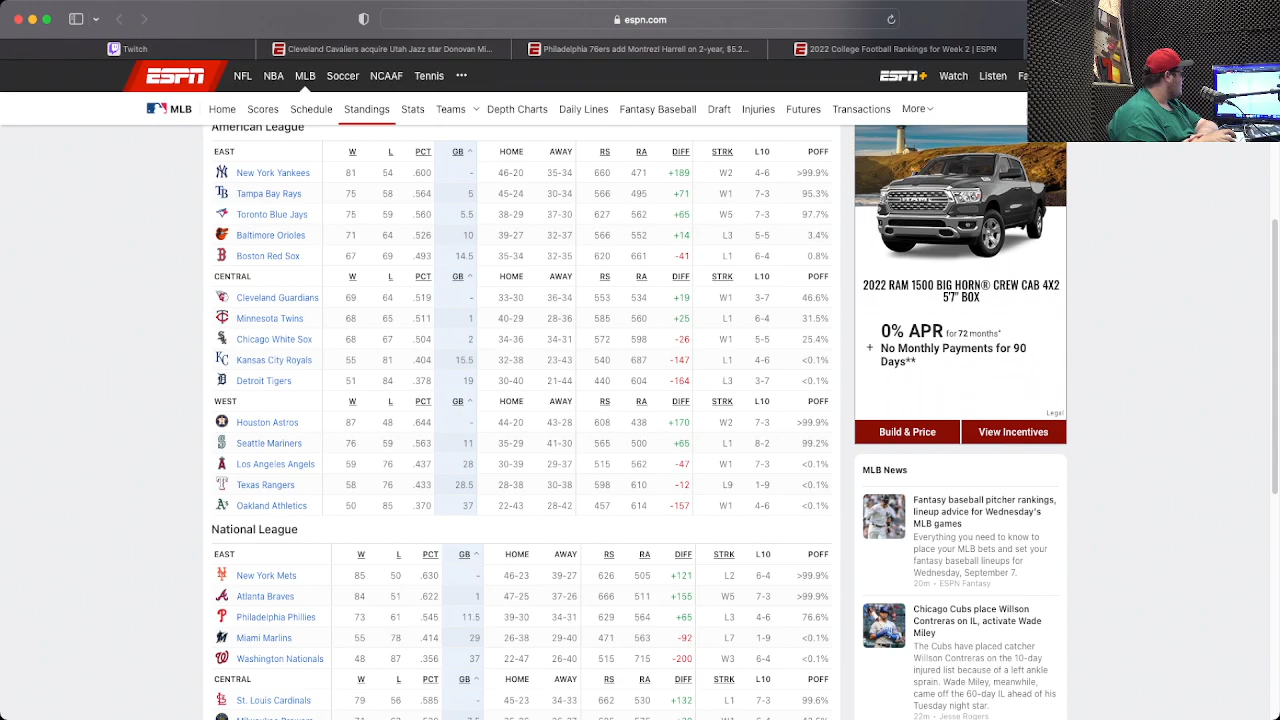 espn.com
Twitch
Cleveland Cavaliers acquire Utah Jazz star Donovan Mi...
Philadelphia 76ers add Montrezl Harrell on 2-year, $5.2...
2022 College Football Rankings for Week 2 | ESPN
ESPN NFL NBA MLB Soccer NCAAF Tennis ••• ESPN+ Watch Listen Fa
MLB Home Scores Schedule Standings Stats Teams Depth Charts Daily Lines Fantasy Baseball Draft Injuries Futures Transactions More
American League
EAST W L PCT GB HOME AWAY RS RA DIFF STRK L10 POFF
New York Yankees 81 54 .600 - 46-20 35-34 660 471 +189 W2 4-6 >99.9%
Tampa Bay Rays 75 58 .564 5 45-24 30-34 566 495 +71 W1 7-3 95.3%
Toronto Blue Jays 75 59 .560 5.5 38-29 37-30 627 562 +65 W5 7-3 97.7%
Baltimore Orioles 71 64 .526 10 39-27 32-37 566 552 +14 L3 5-5 3.4%
Boston Red Sox 67 69 .493 14.5 35-34 32-35 620 661 -41 L1 6-4 0.8%
CENTRAL W L PCT GB HOME AWAY RS RA DIFF STRK L10 POFF
Cleveland Guardians 69 64 .519 - 33-30 36-34 553 534 +19 W1 3-7 46.6%
Minnesota Twins 68 65 .511 1 40-29 28-36 585 560 +25 L1 6-4 31.5%
Chicago White Sox 68 67 .504 2 34-36 34-31 572 598 -26 W1 5-5 25.4%
Kansas City Royals 55 81 .404 15.5 32-38 23-43 540 687 -147 L1 4-6 <0.1%
Detroit Tigers 51 84 .378 19 30-40 21-44 440 604 -164 L3 3-7 <0.1%
WEST W L PCT GB HOME AWAY RS RA DIFF STRK L10 POFF
Houston Astros 87 48 .644 - 44-20 43-28 608 438 +170 W2 7-3 >99.9%
Seattle Mariners 76 59 .563 11 35-29 41-30 565 500 +65 L1 8-2 99.2%
Los Angeles Angels 59 76 .437 28 30-39 29-37 515 562 -47 W1 7-3 <0.1%
Texas Rangers 58 76 .433 28.5 28-38 30-38 598 610 -12 L9 1-9 <0.1%
Oakland Athletics 50 85 .370 37 22-43 28-42 457 614 -157 W1 4-6 <0.1%
National League
EAST W L PCT GB HOME AWAY RS RA DIFF STRK L10 POFF
New York Mets 85 50 .630 - 46-23 39-27 626 505 +121 L2 6-4 >99.9%
Atlanta Braves 84 51 .622 1 47-25 37-26 666 511 +155 W5 7-3 >99.9%
Philadelphia Phillies 73 61 .545 11.5 39-30 34-31 629 564 +65 L3 4-6 76.6%
Miami Marlins 55 78 .414 29 26-38 29-40 471 563 -92 L7 1-9 <0.1%
Washington Nationals 48 87 .356 37 22-47 26-40 515 715 -200 W3 6-4 <0.1%
CENTRAL W L PCT GB HOME AWAY RS RA DIFF STRK L10 POFF
St. Louis Cardinals 79 56 .585 - 45-23 34-33 662 530 +132 L1 7-3 99.6%
2022 RAM 1500 BIG HORN® CREW CAB 4X2
5'7" BOX
0% APR for 72 months*
+ No Monthly Payments for 90
Days**
Legal
Build & Price View Incentives
MLB News
Fantasy baseball pitcher rankings,
lineup advice for Wednesday's
MLB games
Everything you need to know to
place your MLB bets and set your
fantasy baseball lineups for
Wednesday, September 7.
20m • ESPN Fantasy
Chicago Cubs place Willson
Contreras on IL, activate Wade
Miley
The Cubs have placed catcher
Willson Contreras on the 10-day
injured list because of a left ankle
sprain. Wade Miley, meanwhile,
came off the 60-day IL ahead of his
Tuesday night star.
22m • Jesse Rogers